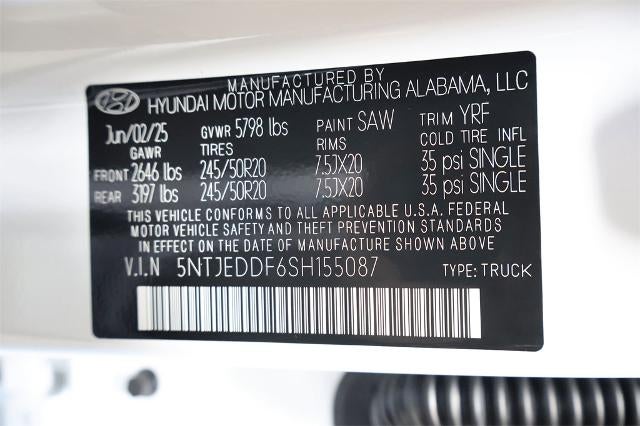 MANUFACTURED BY
HYUNDAI MOTOR MANUFACTURING ALABAMA, LLC
Jun/02/25 GVWR 5798 lbs PAINT SAW TRIM YRF
GAWR TIRES RIMS COLD TIRE INFL
FRONT 2646 lbs 245/50R20 7.5JX20 35 psi SINGLE
REAR 3197 lbs 245/50R20 7.5JX20 35 psi SINGLE
THIS VEHICLE CONFORMS TO ALL APPLICABLE U.S.A. FEDERAL
MOTOR VEHICLE SAFETY AND THEFT PREVENTION STANDARDS
IN EFFECT ON THE DATE OF MANUFACTURE SHOWN ABOVE
V.I.N 5NTJEDDF6SH155087 TYPE: TRUCK